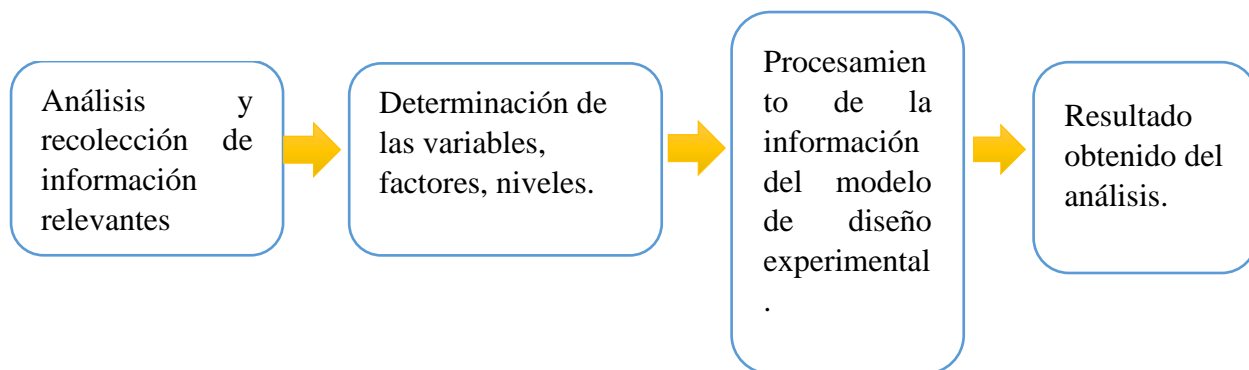 Análisis y
recolección de
información
relevantes
Determinación de
las variables,
factores, niveles.
Procesamien
to de la
información
del modelo
de diseño
experimental
.
Resultado
obtenido del
análisis.